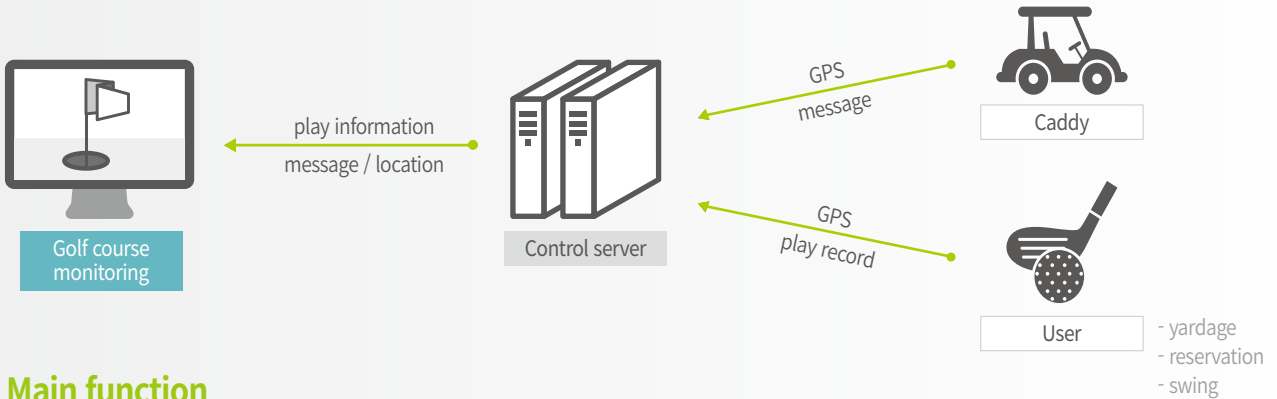 GPS
message
Caddy
play information
message / location
Golf course
monitoring
Control server
GPS
play record
User
- yardage
- reservation
- swing
Main function